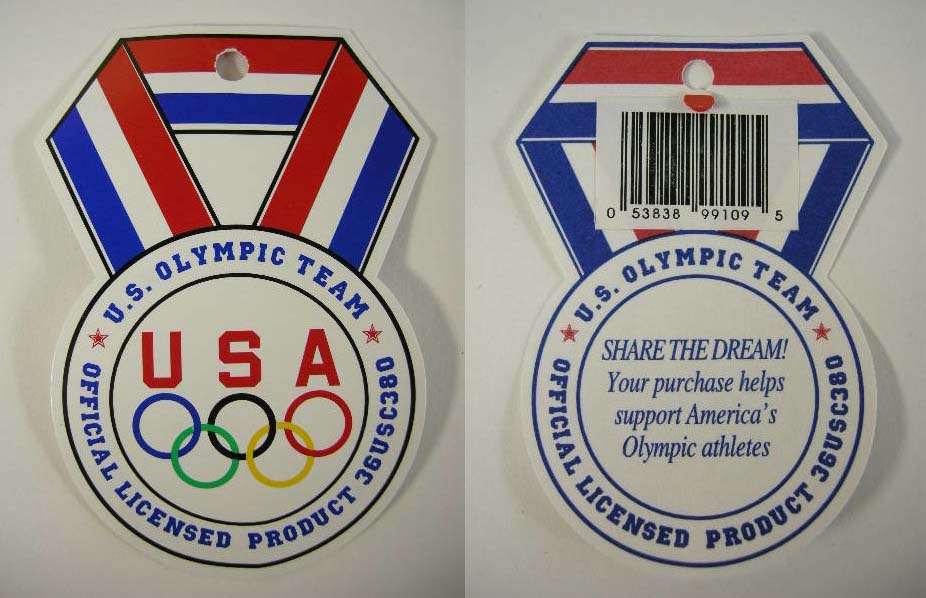 U.S. OLYMPIC TEAM
USA
OFFICIAL LICENSED PRODUCT 36USC380
0 53838 99109 5
U.S. OLYMPIC TEAM
SHARE THE DREAM!
Your purchase helps
support America's
Olympic athletes
OFFICIAL LICENSED PRODUCT 36USC380